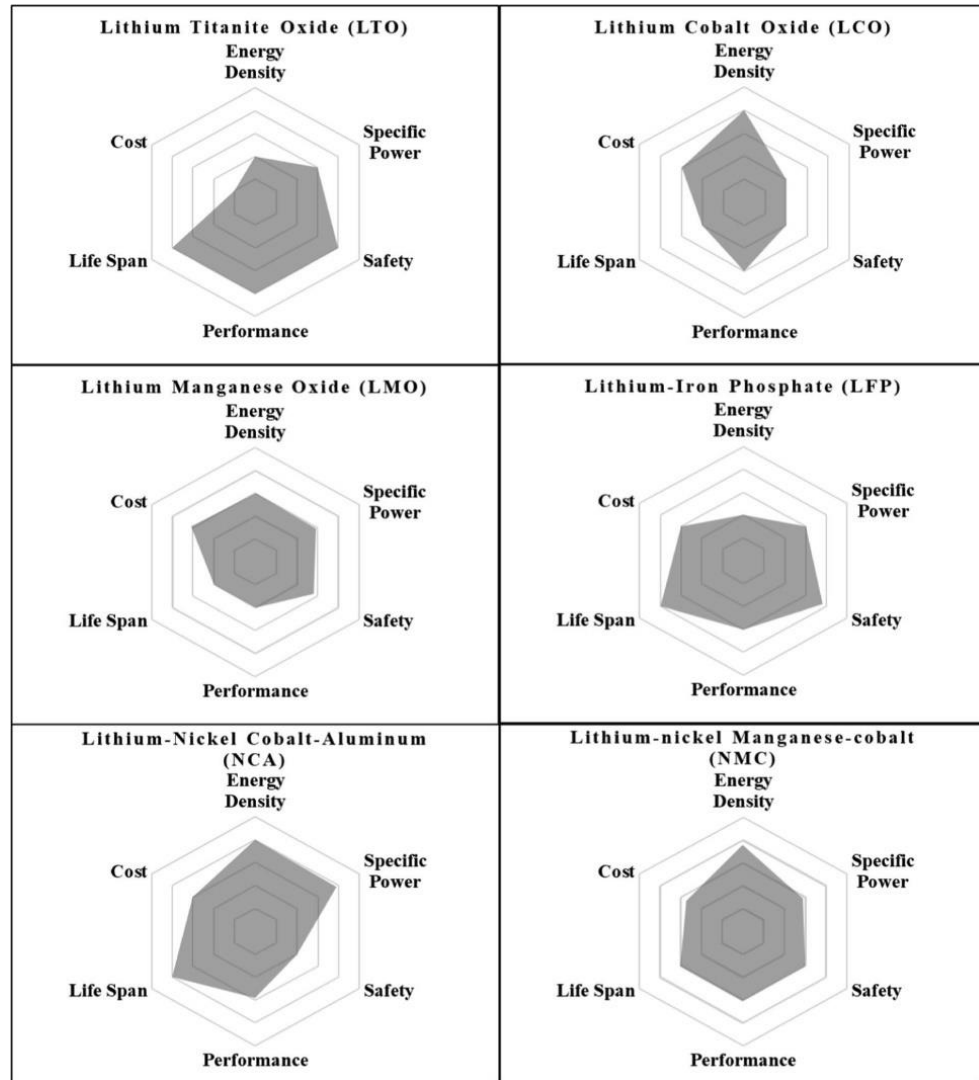 Lithium Titanite Oxide (LTO)
Energy
Density
Specific
Power
Safety
Performance
Life Span
Cost
Lithium Cobalt Oxide (LCO)
Energy
Density
Specific
Power
Safety
Performance
Life Span
Cost
Lithium Manganese Oxide (LMO)
Energy
Density
Specific
Power
Safety
Performance
Life Span
Cost
Lithium-Iron Phosphate (LFP)
Energy
Density
Specific
Power
Safety
Performance
Life Span
Cost
Lithium-Nickel Cobalt-Aluminum
(NCA)
Energy
Density
Specific
Power
Safety
Performance
Life Span
Cost
Lithium-nickel Manganese-cobalt
(NMC)
Energy
Density
Specific
Power
Safety
Performance
Life Span
Cost